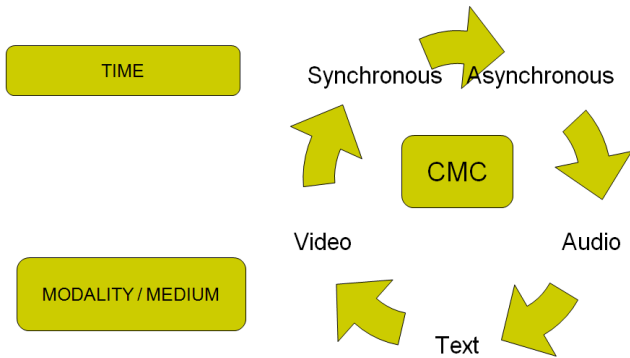 TIME
Synchronous Asynchronous
CMC
Video
Audio
MODALITY / MEDIUM
Text